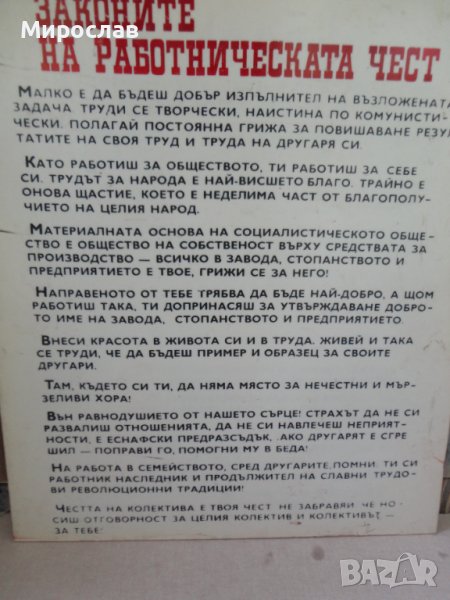 Мирослав
ЗАКОНИТЕ
НА РАБОТНИЧЕСКАТА ЧЕСТ
МАЛКО Е ДА БЪДЕШ ДОБЪР ИЗПЪЛНИТЕЛ НА ВЪЗЛОЖЕНАТА
ЗАДАЧА. ТРУДИ СЕ ТВОРЧЕСКИ, НАИСТИНА ПО КОМУНИСТИ-
ЧЕСКИ. ПОЛАГАЙ ПОСТОЯННА ГРИЖА ЗА ПОВИШАВАНЕ РЕЗУ
ТАТИТЕ НА СВОЯ ТРУД И ТРУДА НА ДРУГАРЯ СИ.
КАТО РАБОТИШ ЗА ОБЩЕСТВОТО, ТИ РАБОТИШ ЗА СЕБЕ
СИ. ТРУДЪТ ЗА НАРОДА Е НАЙ-ВИСШЕТО БЛАГО. ТРАЙНО Е
ОНОВА ЩАСТИЕ, КОЕТО Е НЕДЕЛИМА ЧАСТ ОТ БЛАГОПОЛУ-
ЧИЕТО НА ЦЕЛИЯ НАРОД.
МАТЕРИАЛНАТА ОСНОВА НА СОЦИАЛИСТИЧЕСКОТО ОБЩЕ-
СТВО Е ОБЩЕСТВО НА СОБСТВЕНОСТ ВЪРХУ СРЕДСТВАТА ЗА
ПРОИЗВОДСТВО — ВСИЧКО В ЗАВОДА, СТОПАНСТВОТО И
ПРЕДПРИЯТИЕТО Е ТВОЕ, ГРИЖИ СЕ ЗА НЕГО!
НАПРАВЕНОТО ОТ ТЕБЕ ТРЯБВА ДА БЪДЕ НАЙ-ДОБРО, А ЩОМ
РАБОТИШ ТАКА, ТИ ДОПРИНАСЯШ ЗА УТВЪРЖДАВАНЕ ДОБРО-
ТО ИМЕ НА ЗАВОДА, СТОПАНСТВОТО И ПРЕДПРИЯТИЕТО.
ВНЕСИ КРАСОТА В ЖИВОТА СИ И В ТРУДА. ЖИВЕЙ И ТАКА
СЕ ТРУДИ, ЧЕ ДА БЪДЕШ ПРИМЕР И ОБРАЗЕЦ ЗА СВОИТЕ
ДРУГАРИ.
ТАМ, КЪДЕТО СИ ТИ, ДА НЯМА МЯСТО ЗА НЕЧЕСТНИ И МЪР-
ЗЕЛИВИ ХОРА!
ВЪН РАВНОДУШИЕТО ОТ НАШЕТО СЪРЦЕ! СТРАХЪТ ДА НЕ СИ
РАЗВАЛИШ ОТНОШЕНИЯТА, ДА НЕ СИ НАВЛЕЧЕШ НЕПРИЯТ-
НОСТИ, Е ЕСНАФСКИ ПРЕДРАЗСЪДЪК, .АКО ДРУГАРЯТ Е СГРЕ
ШИЛ — ПОПРАВИ ГО, ПОМОГНИ МУ В БЕДА!
НА РАБОТА В СЕМЕЙСТВОТО, СРЕД ДРУГАРИТЕ, ПОМНИ, ТИ СИ
РАБОТНИК НАСЛЕДНИК И ПРОДЪЛЖИТЕЛ НА СЛАВНИ ТРУДО-
ВИ РЕВОЛЮЦИОННИ ТРАДИЦИИ!
ЧЕСТТА НА КОЛЕКТИВА Е ТВОЯ ЧЕСТ НЕ ЗАБРАВЯЙ ЧЕ НО-
СИШ ОТГОВОРНОСТ ЗА ЦЕЛИЯ КОЛЕКТИВ И КОЛЕКТИВЪТ —
ЗА ТЕБЕ!
BAZAR